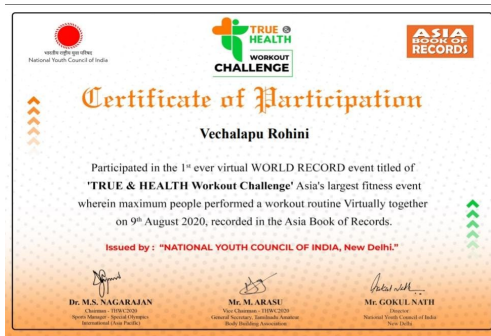 भारतीय राष्ट्रीय युवा परिषद
National Youth Council of India
TRUE &
HEALTH
WORKOUT
CHALLENGE
ASIA
BOOK OF
RECORDS
Certificate of Participation
Vechalapu Rohini
Participated in the 1st ever virtual WORLD RECORD event titled of
'TRUE & HEALTH Workout Challenge' Asia's largest fitness event
wherein maximum people performed a workout routine Virtually together
on 9th August 2020, recorded in the Asia Book of Records.
Issued by : "NATIONAL YOUTH COUNCIL OF INDIA, New Delhi."
Dr. M.S. NAGARAJAN
Chairman - THWC2020
Sports Manager - Special Olympics
International (Asia Pacific)
Mr. M. ARASU
Vice Chairman - THWC2020
General Secretary, Tamilnadu Amateur
Body Building Association
Mr. GOKUL NATH
Director
National Youth Council of India
New Delhi